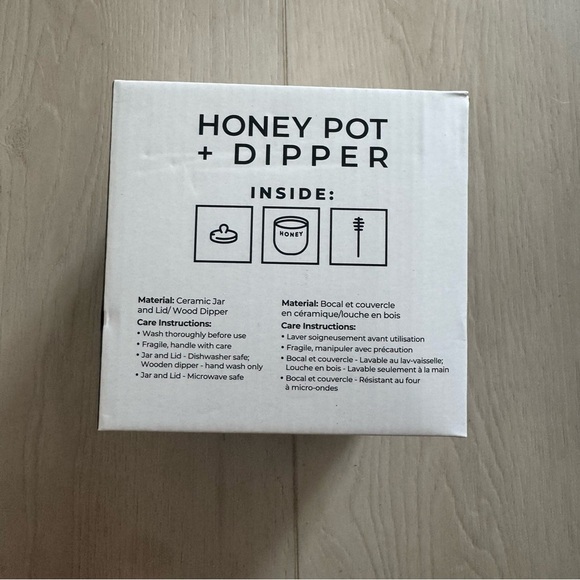 HONEY POT
+ DIPPER
INSIDE:
HONEY
Material: Ceramic Jar
and Lid/ Wood Dipper
Care Instructions:
• Wash thoroughly before use
• Fragile, handle with care
• Jar and Lid - Dishwasher safe;
Wooden dipper - hand wash only
• Jar and Lid - Microwave safe
Material: Bocal et couvercle
en céramique/louche en bois
Care Instructions:
• Laver soigneusement avant utilisation
• Fragile, manipuler avec précaution
• Bocal et couvercle - Lavable au lav-vaisselle;
Louche en bois - Lavable seulement à la main
• Bocal et couvercle - Résistant au four
à micro-ondes